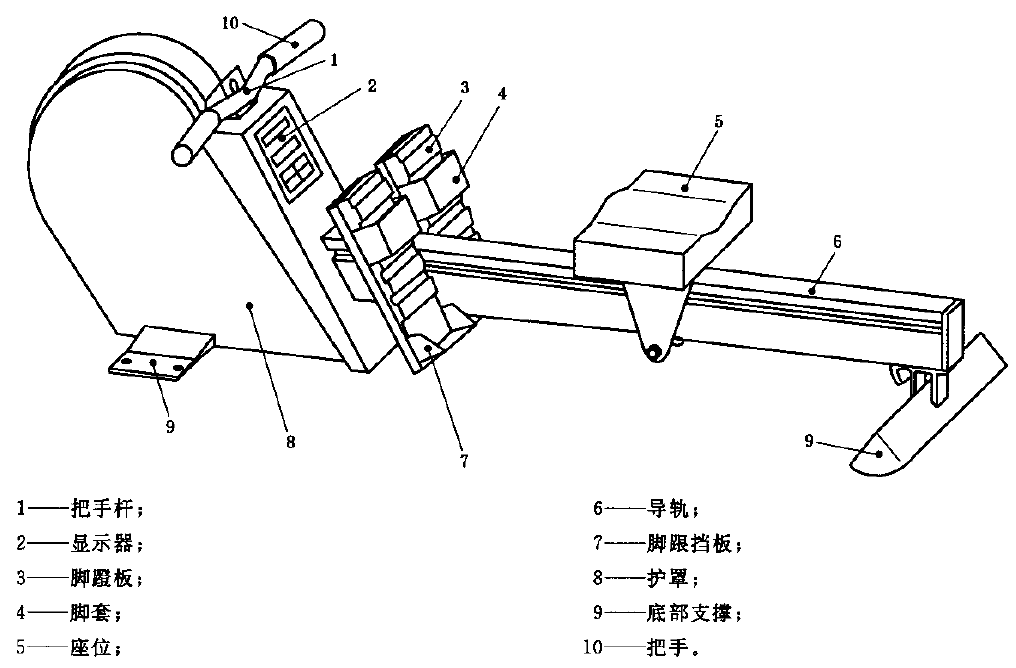 10
1
2
3
4
5
6
9
8
7
9
1——把手杆;
2——显示器;
3——脚蹬板;
4——脚套;
5——座位;
6——导轨;
7——脚跟挡板;
8——护罩;
9——底部支撑;
10——把手。